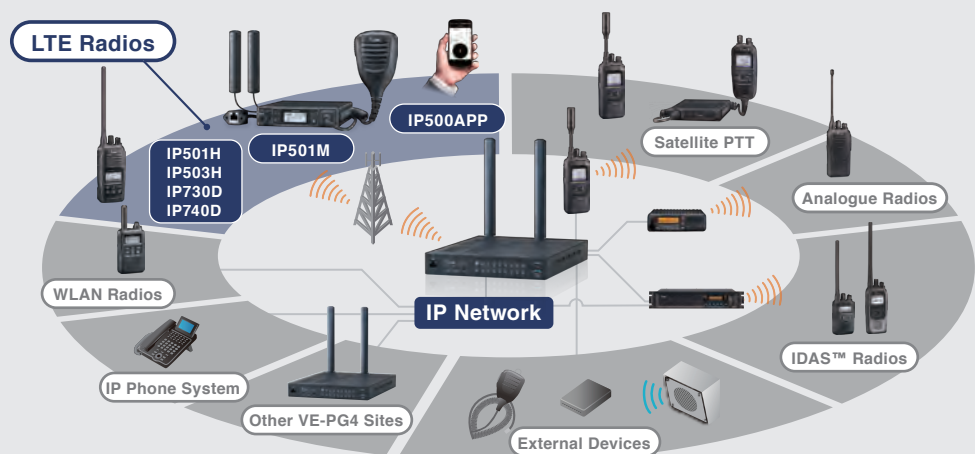 LTE Radios
IP501H
IP503H
IP730D
IP740D
IP501M
IP500APP
Satellite PTT
Analogue Radios
WLAN Radios
IP Network
IDAS™ Radios
IP Phone System
Other VE-PG4 Sites
External Devices